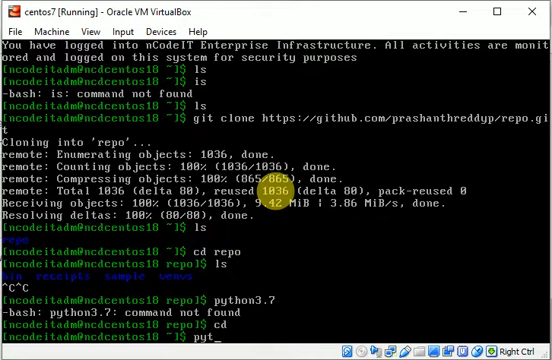 centos7 [Running] - Oracle VM VirtualBox
File Machine View Input Devices Help
You have logged into nCodeIT Enterprise Infrastructure. All activities are monit
ored and logged on this system for security purposes
[ncodeitadm@ncdcentos18 ~]$ ls
[ncodeitadm@ncdcentos18 ~]$ is
-bash: is: command not found
[ncodeitadm@ncdcentos18 ~]$ ls
[ncodeitadm@ncdcentos18 ~]$ git clone https://github.com/prashanthreddyp/repo.gi
t
Cloning into 'repo'...
remote: Enumerating objects: 1036, done.
remote: Counting objects: 100% (1036/1036), done.
remote: Compressing objects: 100% (865/865), done.
remote: Total 1036 (delta 80), reused 1036 (delta 80), pack-reused 0
Receiving objects: 100% (1036/1036), 9.42 MiB | 3.86 MiB/s, done.
Resolving deltas: 100% (80/80), done.
[ncodeitadm@ncdcentos18 ~]$ ls
repo
[ncodeitadm@ncdcentos18 ~]$ cd repo
[ncodeitadm@ncdcentos18 repo]$ ls
bin receipts sample venvs
^C^C
[ncodeitadm@ncdcentos18 repo]$ python3.7
-bash: python3.7: command not found
[ncodeitadm@ncdcentos18 repo]$ cd
[ncodeitadm@ncdcentos18 ~]$ pyt_
Right Ctrl